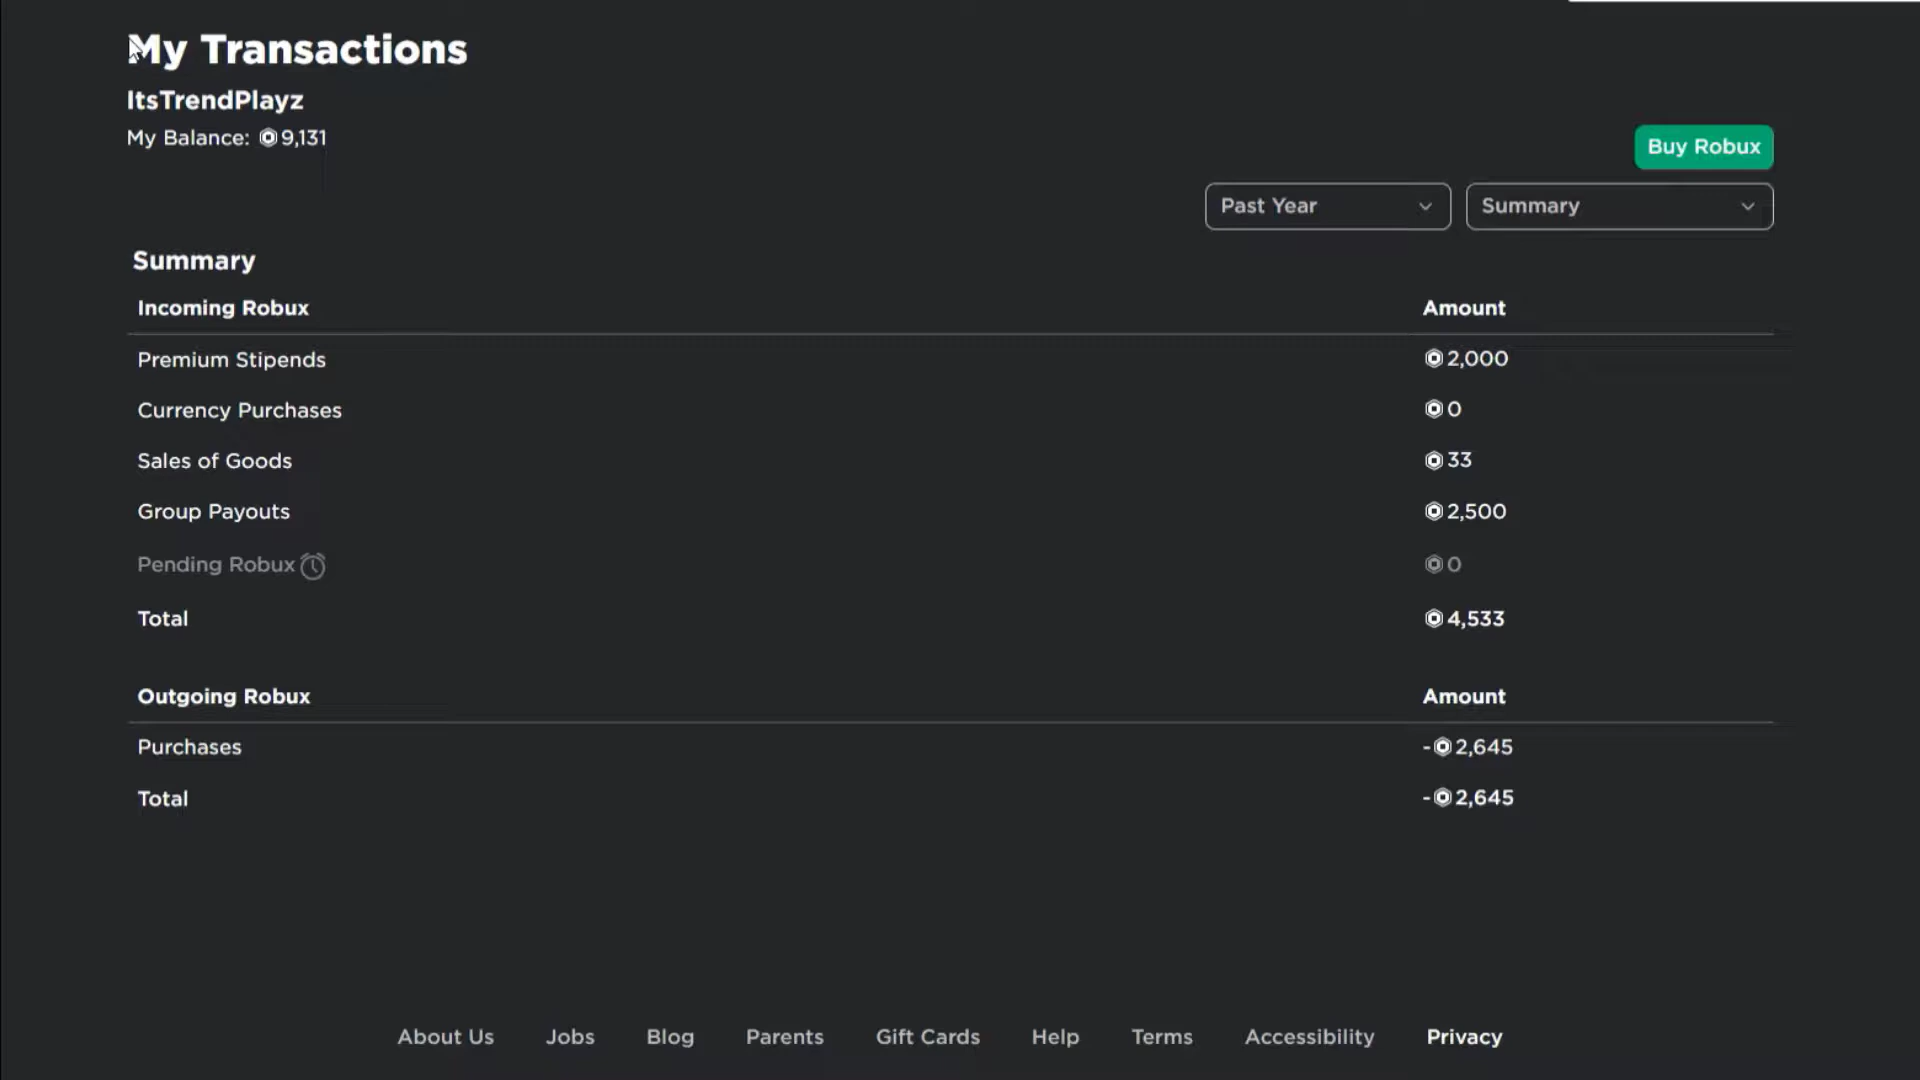 My Transactions
ItsTrendPlayz
My Balance: 9,131
Buy Robux
Past Year Summary
Summary
Incoming Robux Amount
Premium Stipends 2,000
Currency Purchases 0
Sales of Goods 33
Group Payouts 2,500
Pending Robux 0
Total 4,533
Outgoing Robux Amount
Purchases -2,645
Total -2,645
About Us Jobs Blog Parents Gift Cards Help Terms Accessibility Privacy